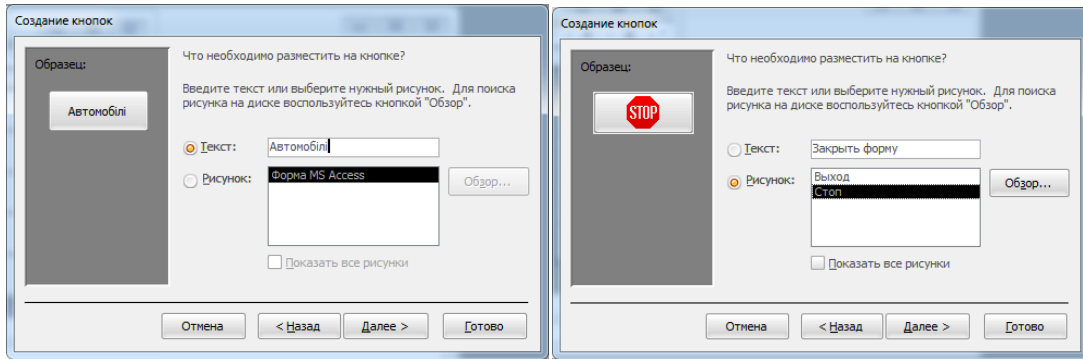 Создание кнопок
Образец:
Автомобілі
Что необходимо разместить на кнопке?
Введите текст или выберите нужный рисунок. Для поиска
рисунка на диске воспользуйтесь кнопкой "Обзор".
Текст:
Автомобілі
Рисунок:
Форма MS Access
Обзор...
Показать все рисунки
Отмена
< Назад
Далее >
Готово
Создание кнопок
Образец:
STOP
Что необходимо разместить на кнопке?
Введите текст или выберите нужный рисунок. Для поиска
рисунка на диске воспользуйтесь кнопкой "Обзор".
Текст:
Закрыть форму
Рисунок:
Выход
Стоп
Обзор...
Показать все рисунки
Отмена
< Назад
Далее >
Готово